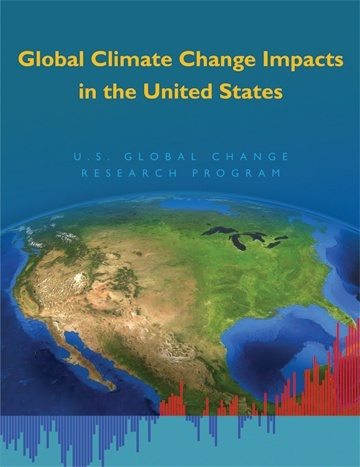 Global Climate Change Impacts
in the United States
U.S. GLOBAL CHANGE
RESEARCH PROGRAM